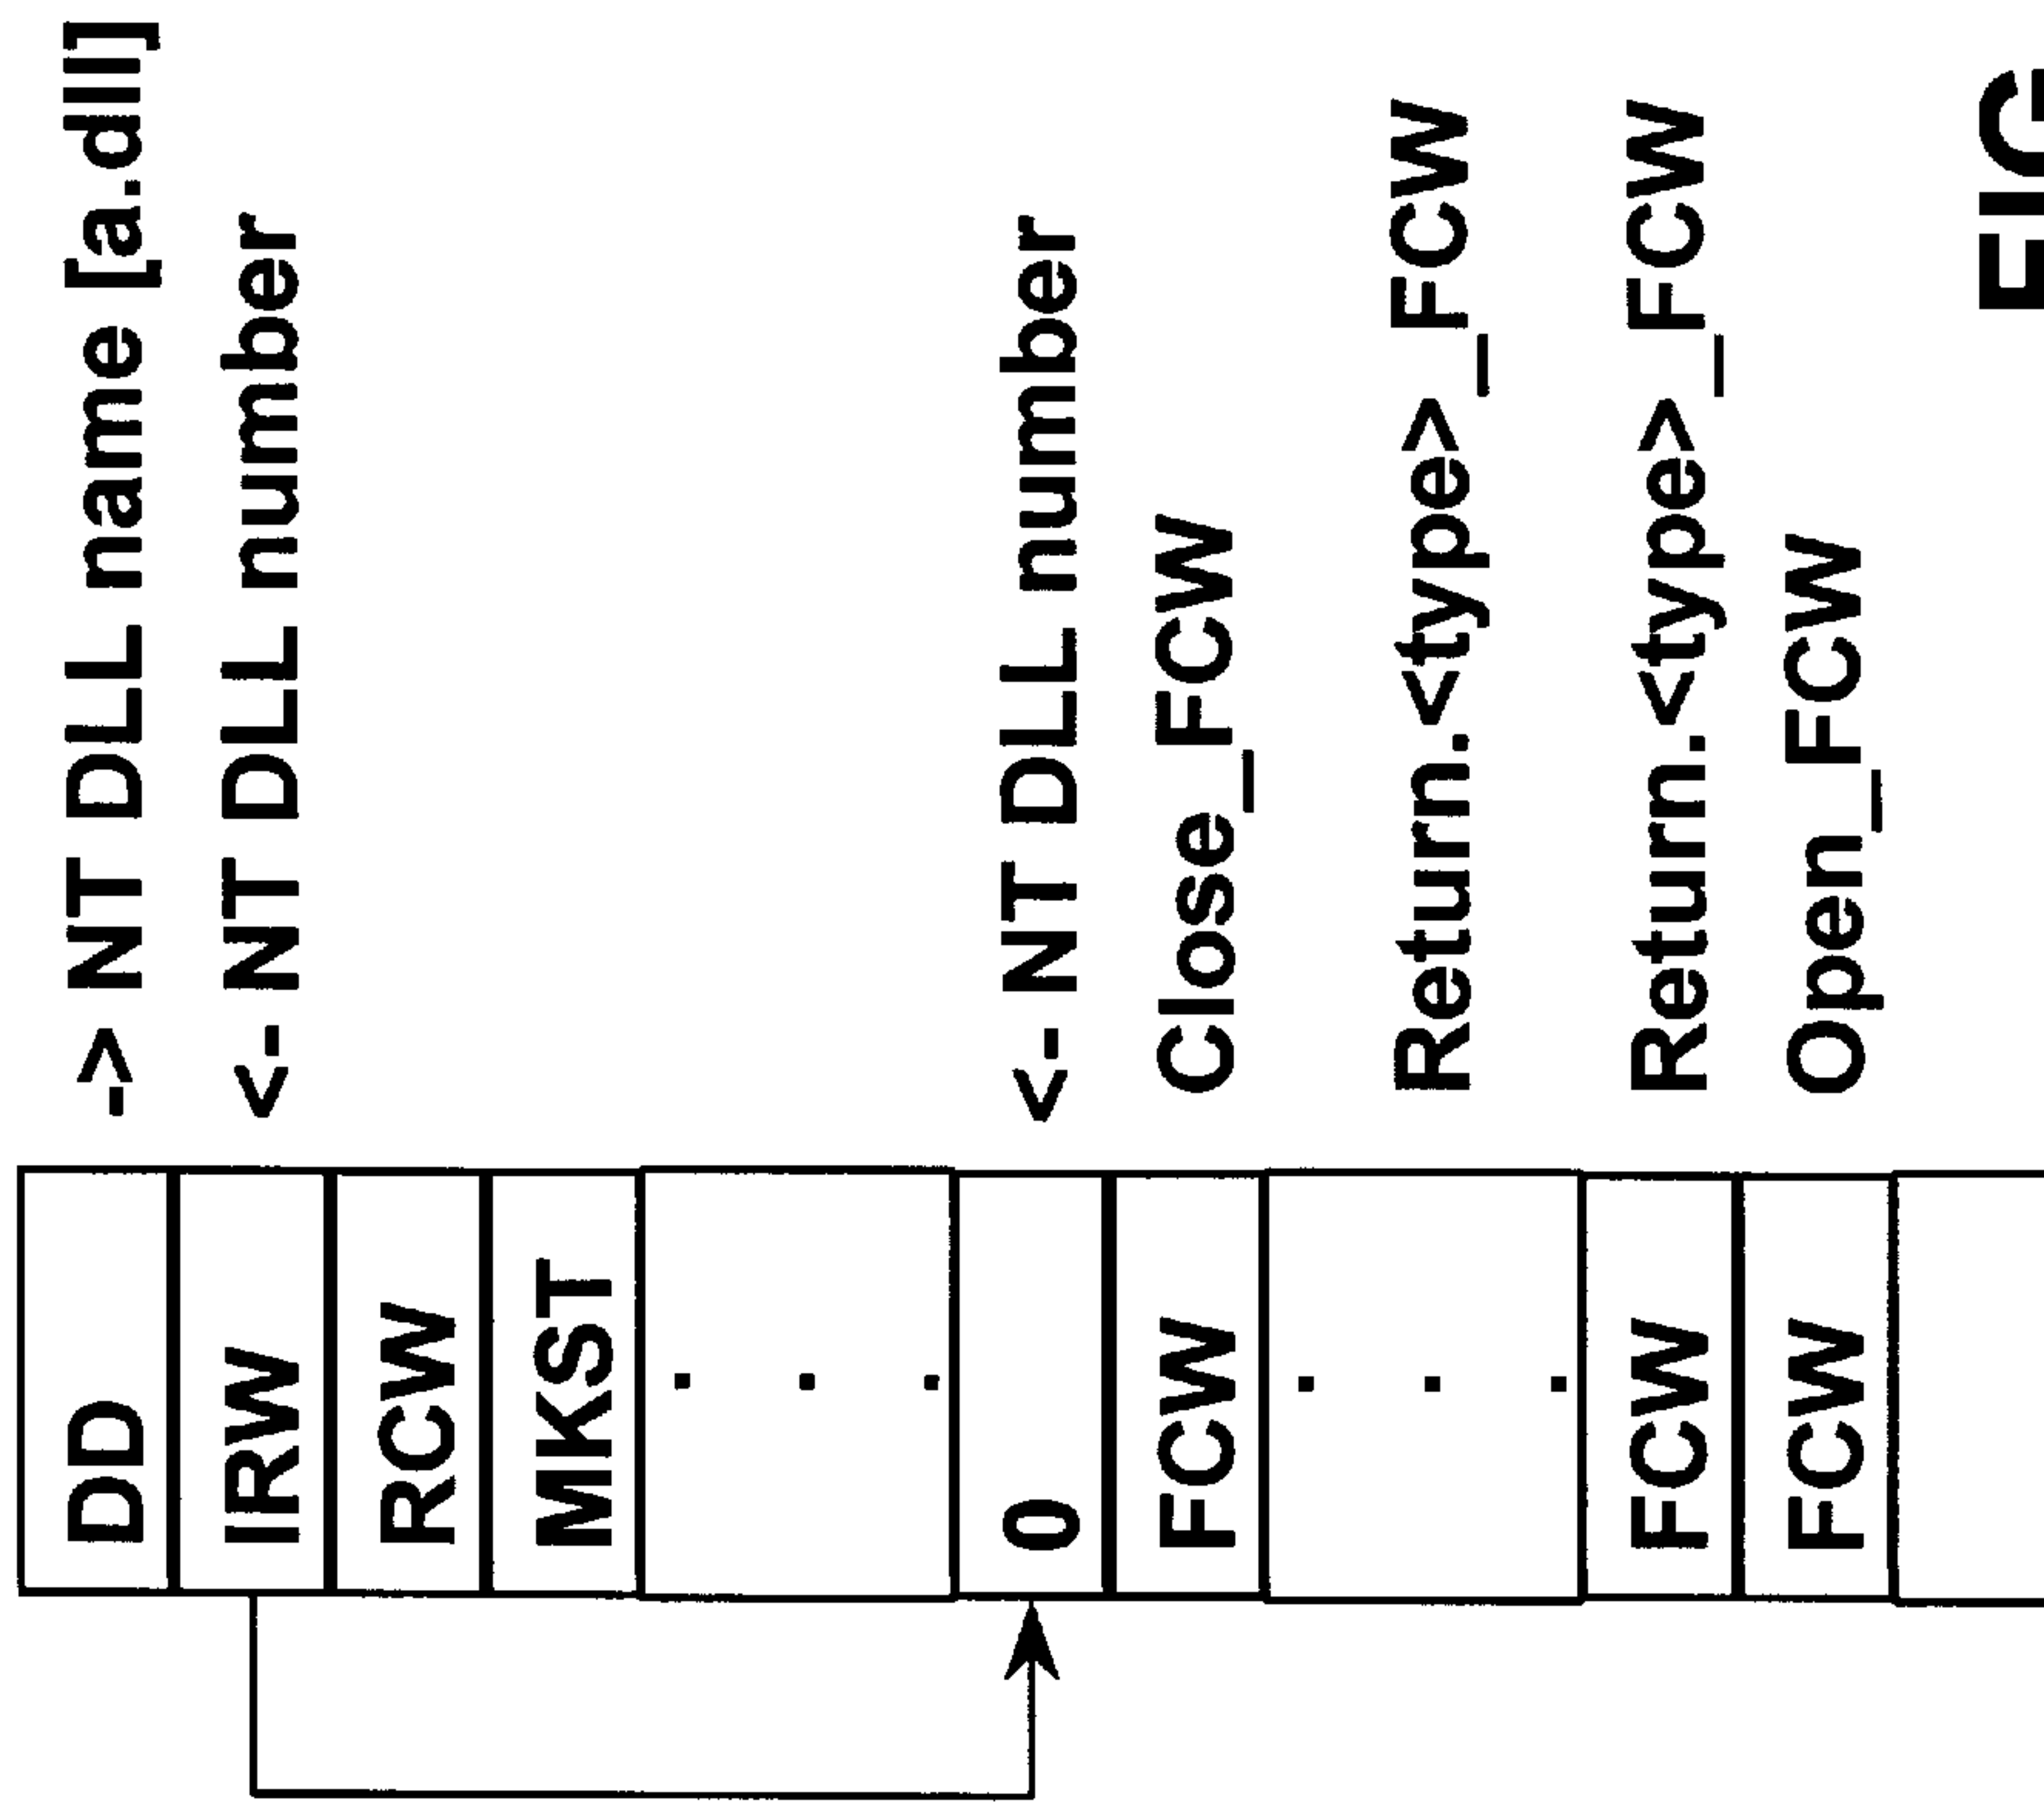 DD -> NT DLL name [a.dll]
IRW <- NT DLL number
RCW
MKST
. . .
0 <- NT DLL number
FCW Close_FCW
. . . Return.<type>_FCW
FCW Return.<type>_FCW
FCW Open_FCW